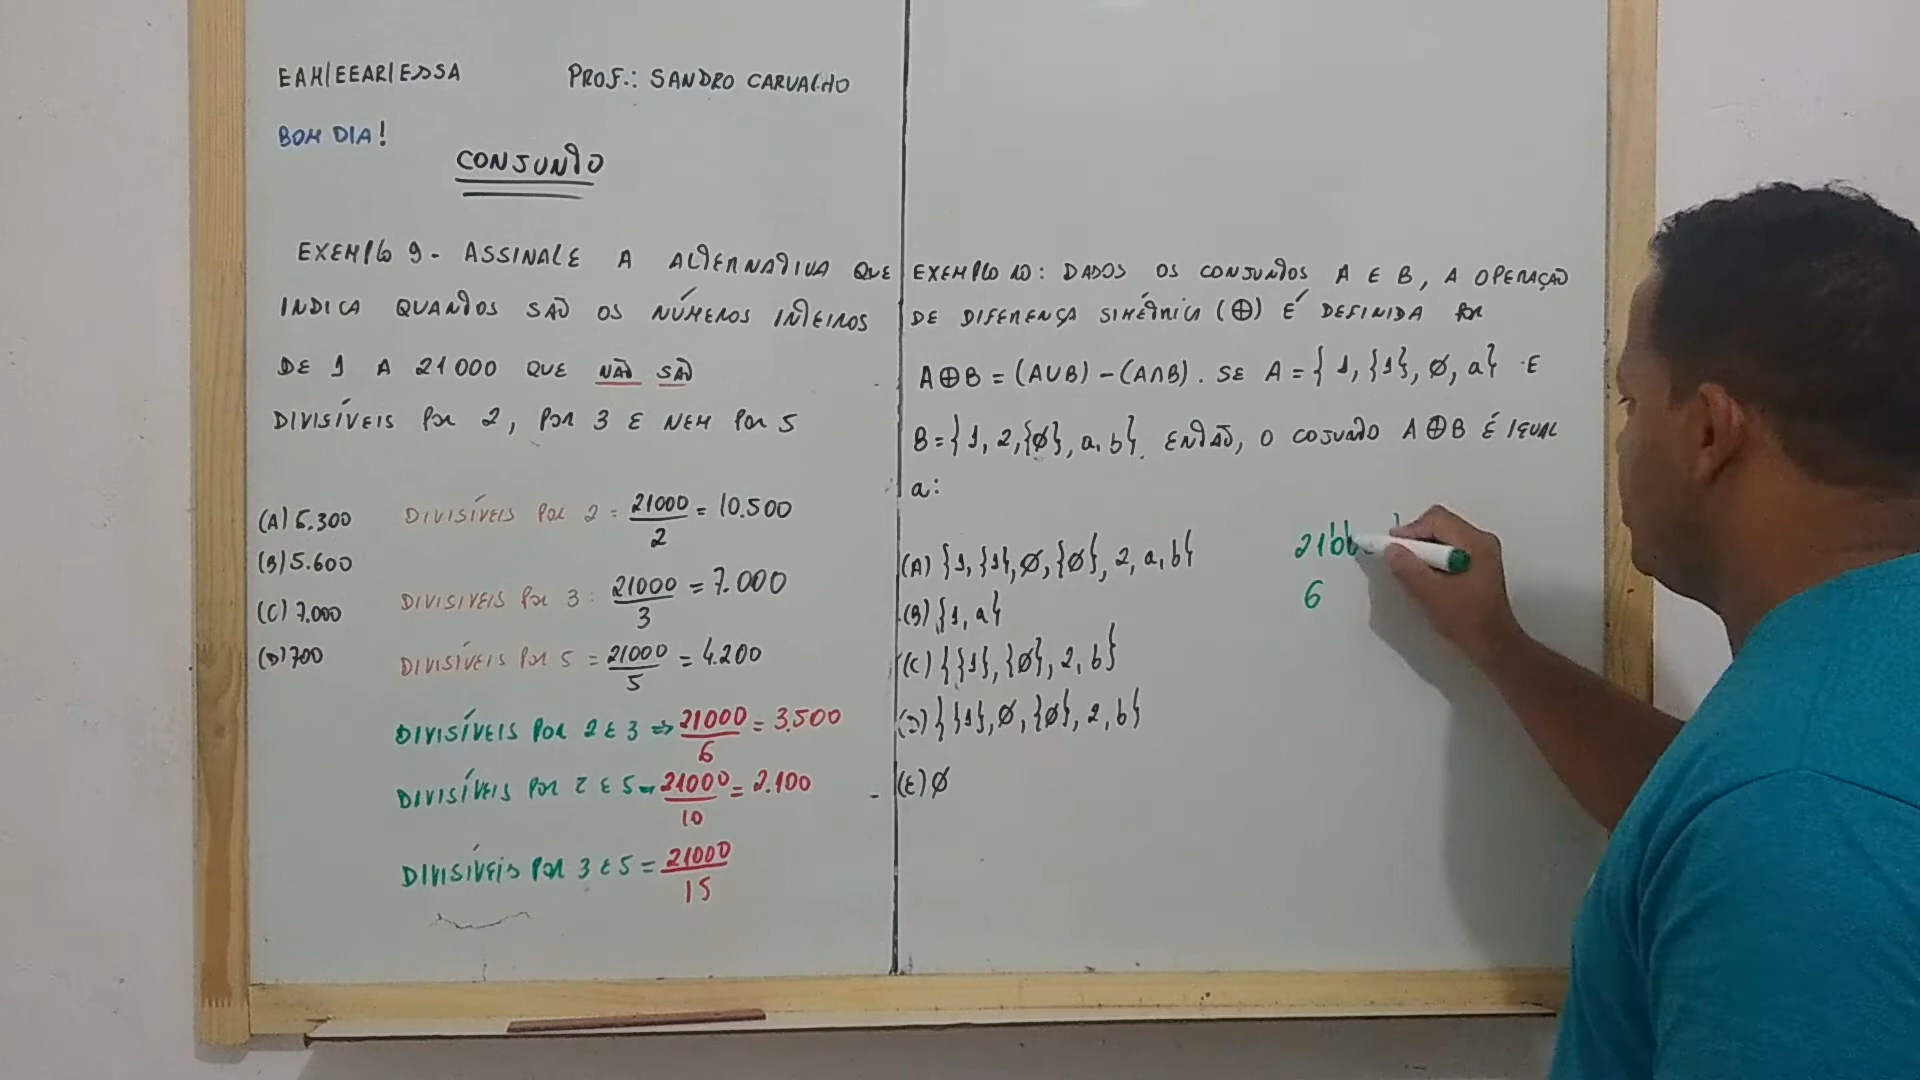 EAM/EEAR/ESSA PROF.: SANDRO CARVALHO
BOM DIA!
CONJUNTO
EXEMPLO 9 - ASSINALE A ALTERNATIVA QUE
INDICA QUANTOS SÃO OS NÚMEROS INTEIROS
DE 1 A 21000 QUE NÃO SÃO
DIVISÍVEIS POR 2, POR 3 E NEM POR 5
(A) 5.300
(B) 5.600
(C) 7.000
(D) 700
DIVISÍVEIS POR 2 = 21000/2 = 10.500
DIVISIVEIS POR 3 : 21000/3 = 7.000
DIVISÍVEIS POR 5 = 21000/5 = 4.200
DIVISÍVEIS POR 2 E 3 ⇒ 21000/6 = 3.500
DIVISÍVEIS POR 2 E 5 = 21000/10 = 2.100
DIVISÍVEIS POR 3 E 5 = 21000/15
EXEMPLO 10: DADOS OS CONJUNTOS A E B, A OPERAÇÃO
DE DIFERENÇA SIMÉTRICA (⊕) É DEFINIDA POR
A⊕B = (A∪B) - (A∩B). SE A = {1, {1}, ∅, a} E
B = {1, 2, {∅}, a, b}. ENTÃO, O COJUNTO A⊕B É IGUAL
a:
(A) {1, {1}, ∅, {∅}, 2, a, b}
(B) {1, a}
(C) {{1}, {∅}, 2, b}
(D) {{1}, ∅, {∅}, 2, b}
(E) ∅
6